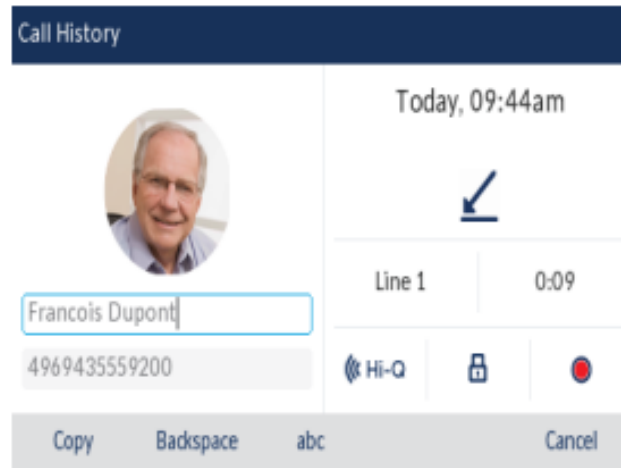 Call History
Today, 09:44am
Line 1 0:09
Francois Dupont
4969435559200
Hi-Q
Copy Backspace abc Cancel